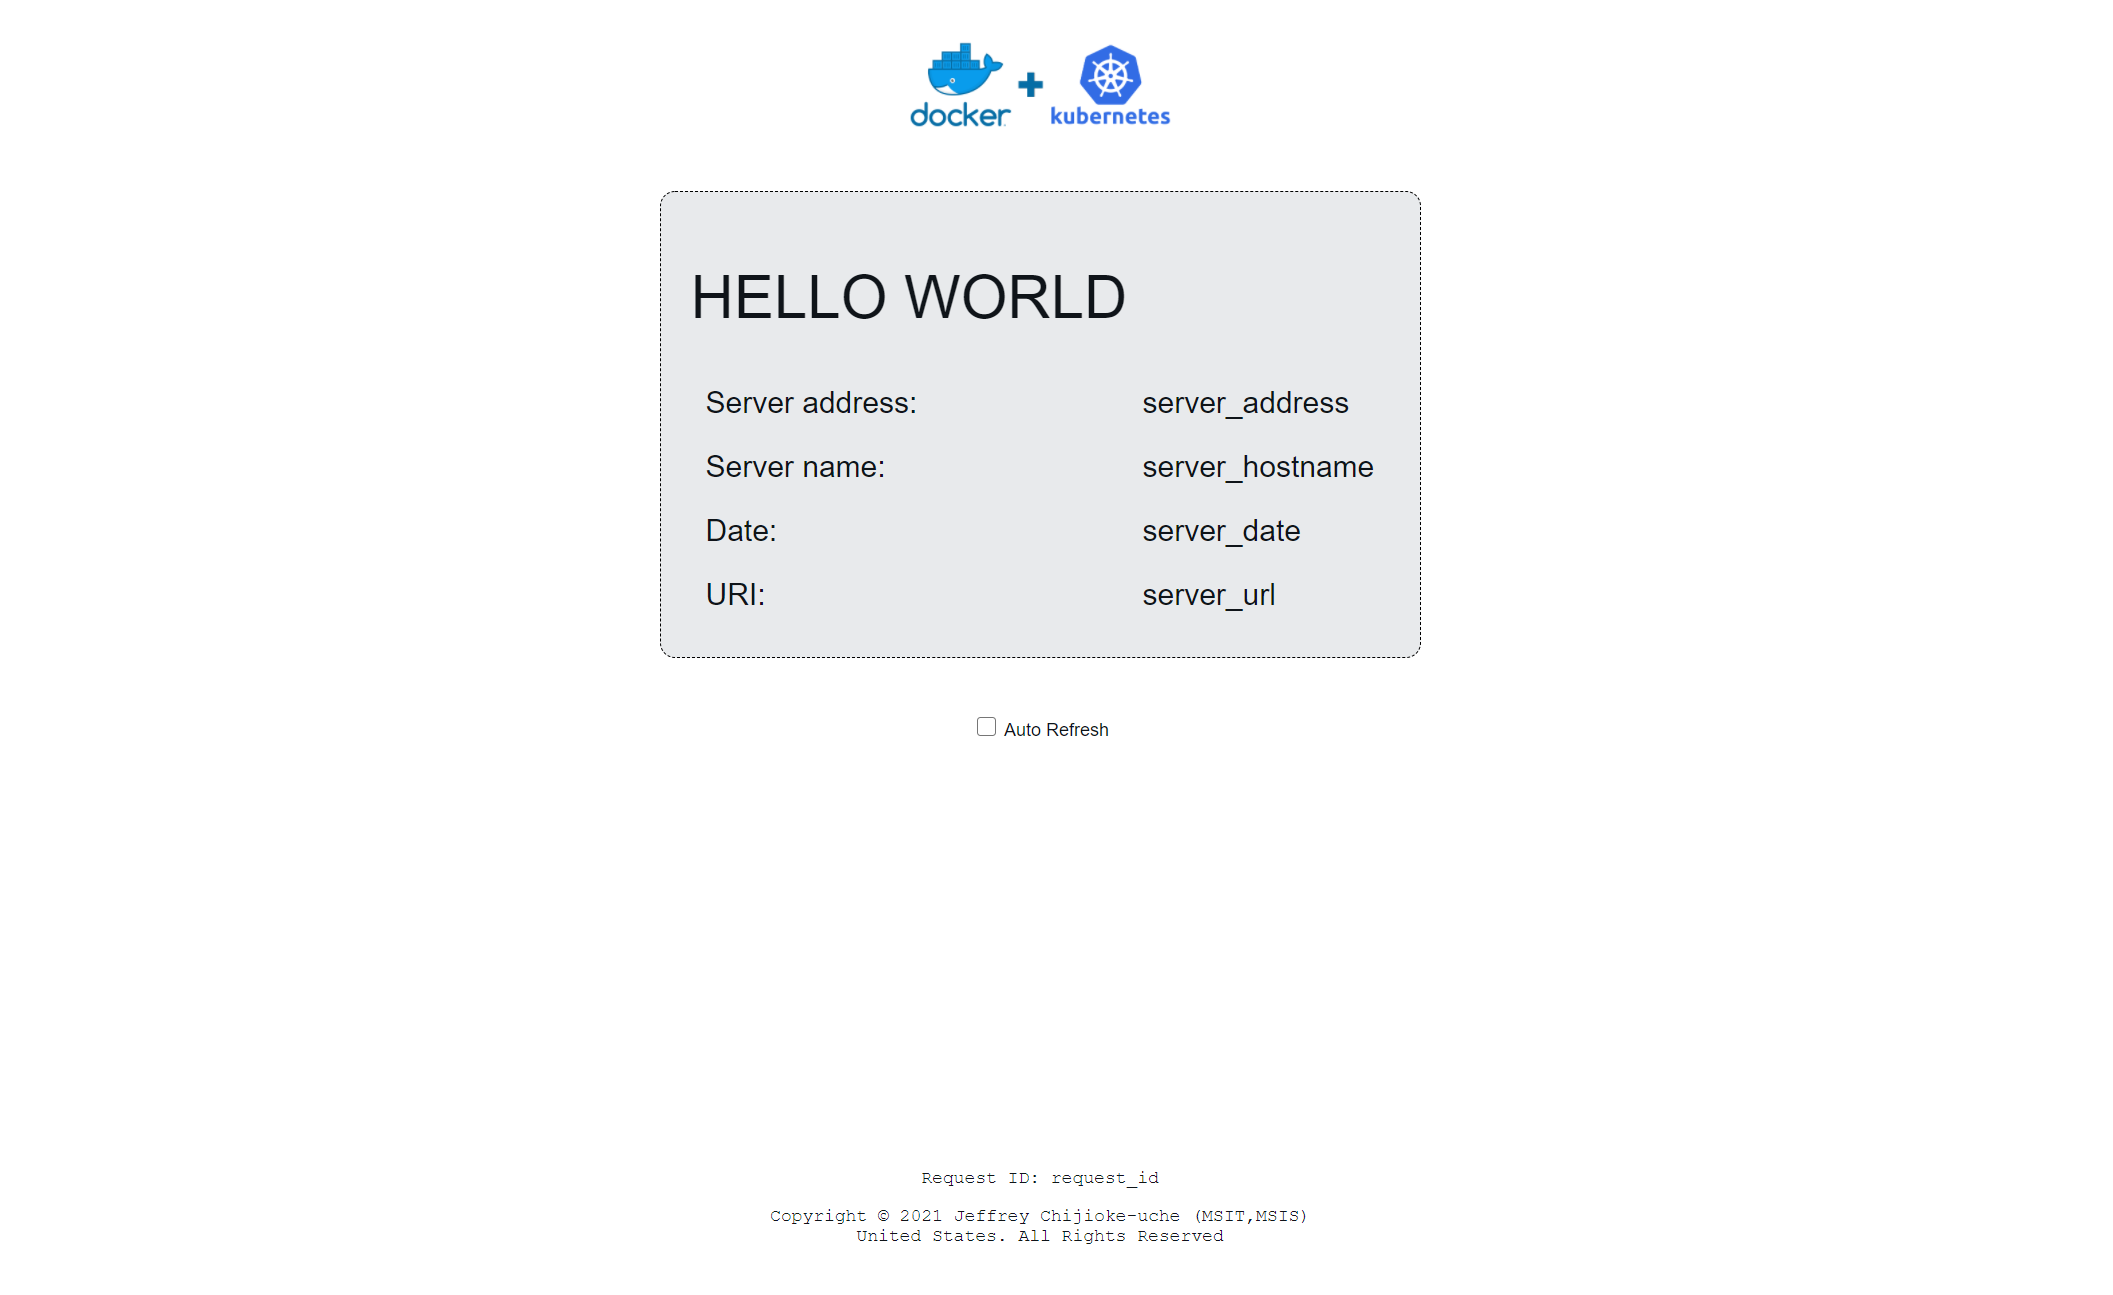 docker + kubernetes
HELLO WORLD
Server address: server_address
Server name: server_hostname
Date: server_date
URI: server_url
Auto Refresh
Request ID: request_id
Copyright © 2021 Jeffrey Chijioke-uche (MSIT,MSIS)
United States. All Rights Reserved